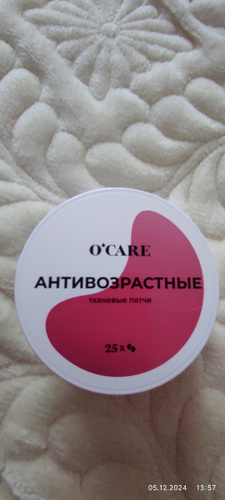 O'CARE
АНТИВОЗРАСТНЫЕ
тканевые патчи
25 x
05.12.2024 13:57